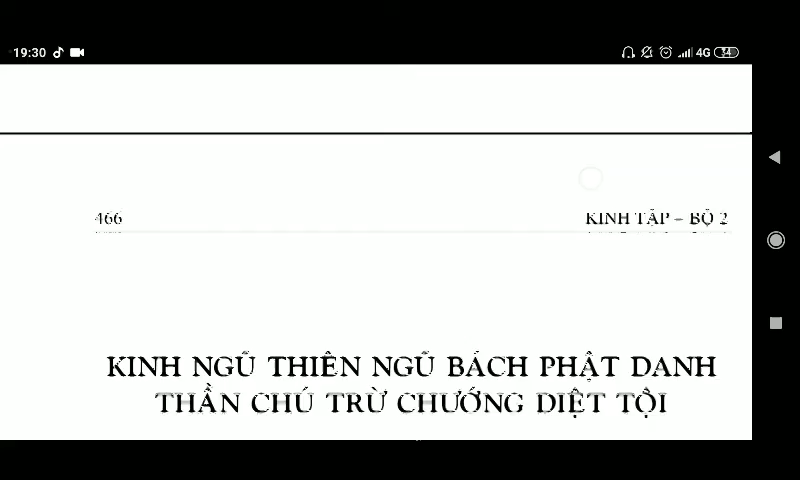 19:30 4G 34
466 KINH TẬP – BỘ 2
KINH NGŨ THIÊN NGŨ BÁCH PHẬT DANH
THẦN CHÚ TRỪ CHƯỚNG DIỆT TỘI